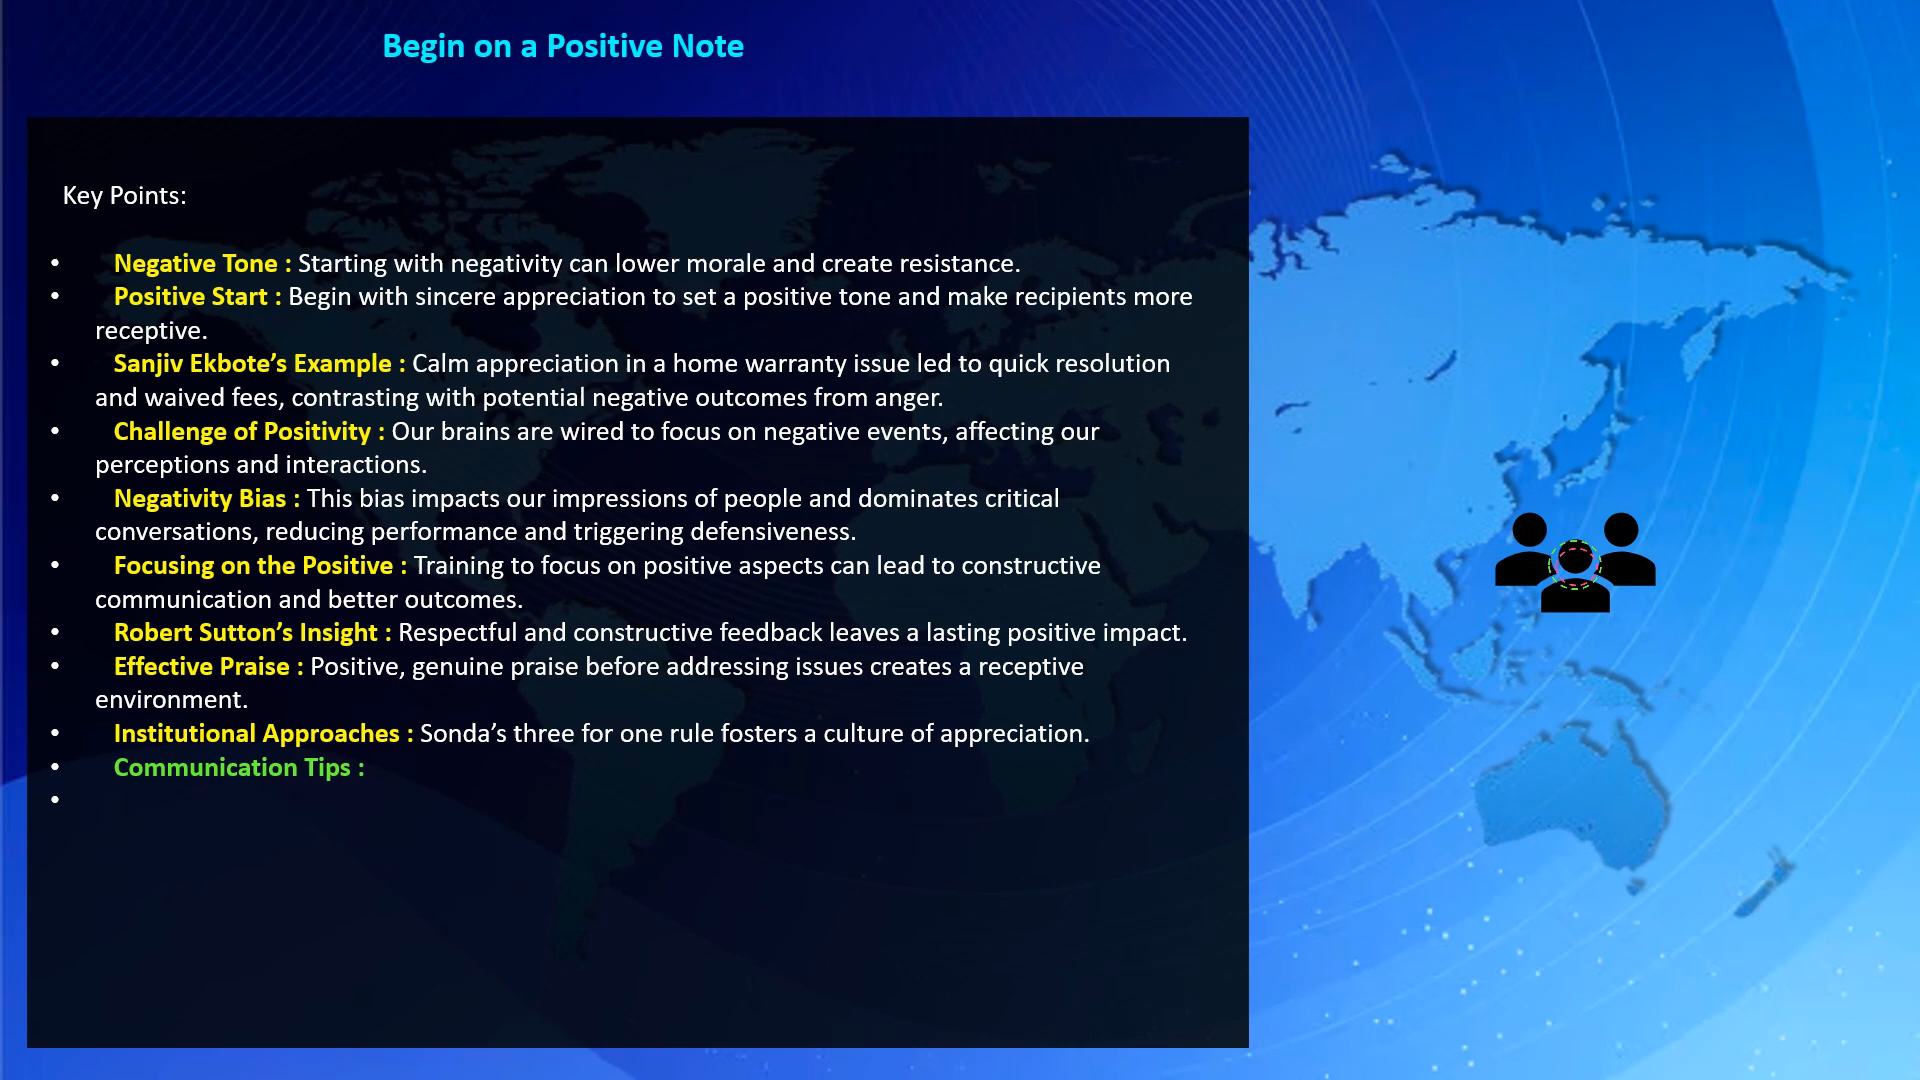 Begin on a Positive Note
Key Points:
• Negative Tone : Starting with negativity can lower morale and create resistance.
• Positive Start : Begin with sincere appreciation to set a positive tone and make recipients more
receptive.
• Sanjiv Ekbote’s Example : Calm appreciation in a home warranty issue led to quick resolution
and waived fees, contrasting with potential negative outcomes from anger.
• Challenge of Positivity : Our brains are wired to focus on negative events, affecting our
perceptions and interactions.
• Negativity Bias : This bias impacts our impressions of people and dominates critical
conversations, reducing performance and triggering defensiveness.
• Focusing on the Positive : Training to focus on positive aspects can lead to constructive
communication and better outcomes.
• Robert Sutton’s Insight : Respectful and constructive feedback leaves a lasting positive impact.
• Effective Praise : Positive, genuine praise before addressing issues creates a receptive
environment.
• Institutional Approaches : Sonda’s three for one rule fosters a culture of appreciation.
• Communication Tips :
•